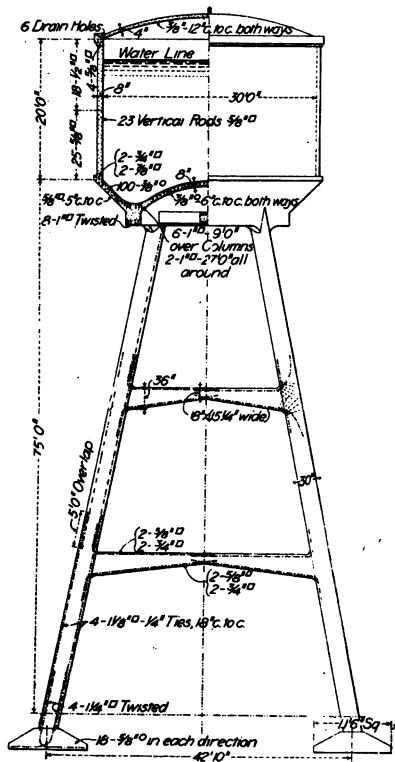 6 Drain Holes
4"
3/8"-12"c.to c. both ways
Water Line
4-5/8"□
18-1/2"□
20'0"
8"
30'0"
23 Vertical Rods 5/8"□
25-5/8"□
2-3/4"□
2-7/8"□
8"
100-3/8"○
5/8"□-5"c.to c.
3/8"○6"c.to c. both ways
8-1"□ Twisted
6-1"□-9'0"
over Columns
2-1"□-27'0"all
around
36"
18"x15 1/4" wide
75'0"
30"
5'0" Overlap
2-5/8"□
2-3/4"□
2-5/8"□
2-3/4"□
4-1 1/8"□-1/4" Ties, 18"c. to c.
4-1 1/4"□ Twisted
11'6" Sq.
18-5/8"○ in each direction
42'10"